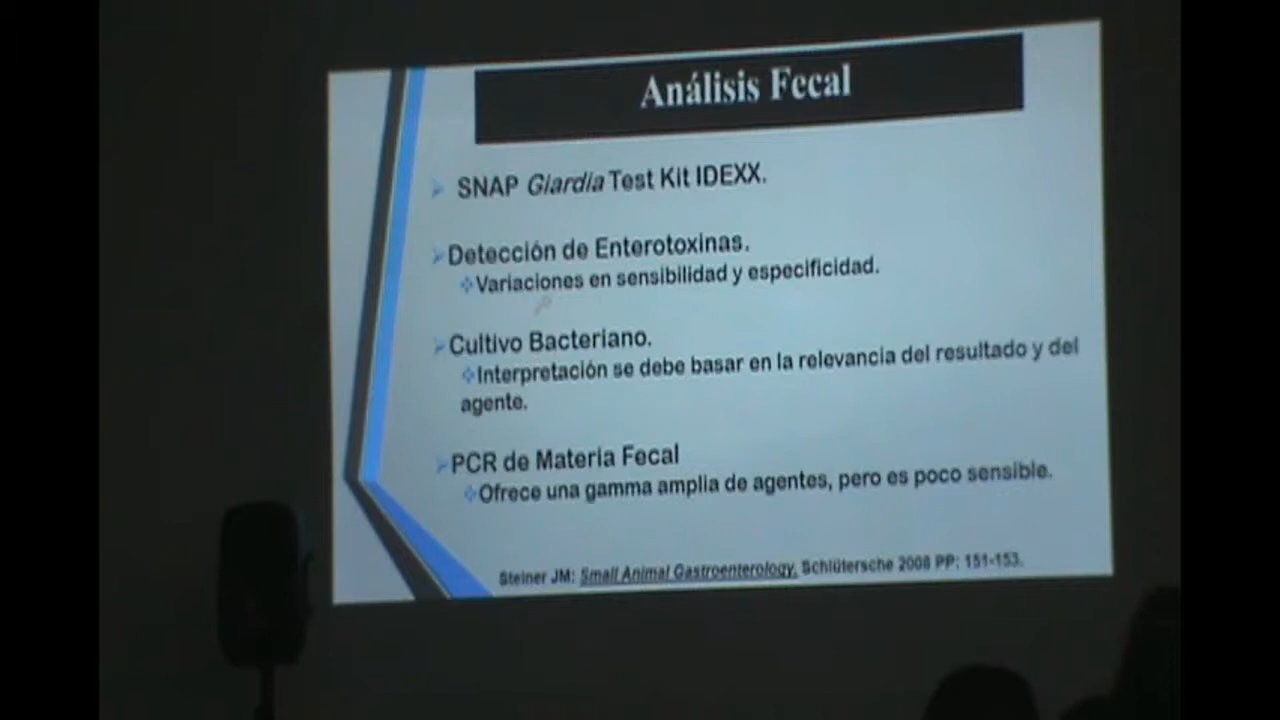 Análisis Fecal
SNAP Giardia Test Kit IDEXX.
Detección de Enterotoxinas.
Variaciones en sensibilidad y especificidad.
Cultivo Bacteriano.
Interpretación se debe basar en la relevancia del resultado y del
agente.
PCR de Materia Fecal
Ofrece una gamma amplia de agentes, pero es poco sensible.
Steiner JM: Small Animal Gastroenterology, Schlütersche 2008 PP: 151-153.